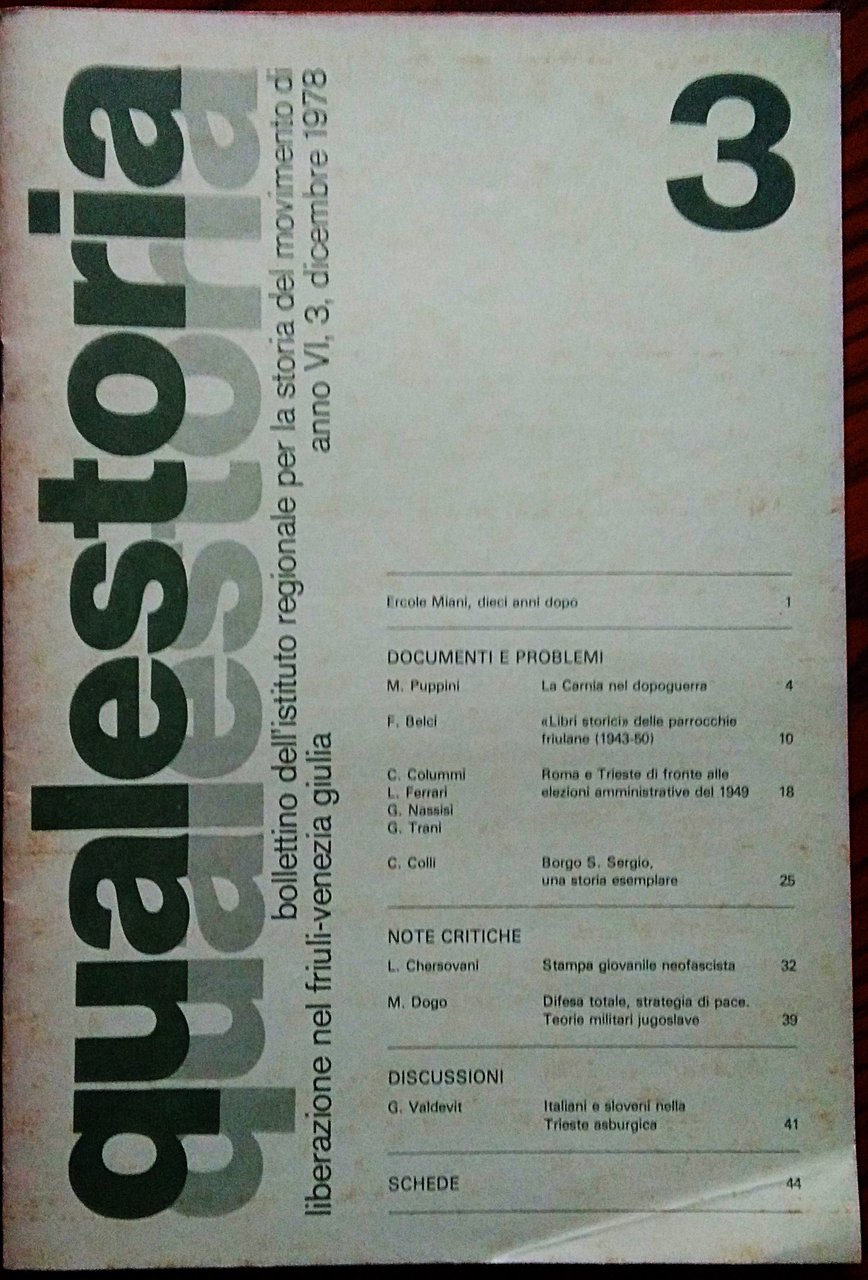 qualestoria
qualestoria
bollettino dell'istituto regionale per la storia del movimento di
liberazione nel friuli-venezia giulia
anno VI, 3, dicembre 1978
3
Ercole Miani, dieci anni dopo 1
DOCUMENTI E PROBLEMI
M. Puppini La Carnia nel dopoguerra 4
F. Belci «Libri storici» delle parrocchie
friulane (1943-50) 10
C. Colummi Roma e Trieste di fronte alle
L. Ferrari elezioni amministrative del 1949 18
G. Nassisi
G. Trani
C. Colli Borgo S. Sergio,
una storia esemplare 25
NOTE CRITICHE
L. Chersovani Stampa giovanile neofascista 32
M. Dogo Difesa totale, strategia di pace.
Teorie militari jugoslave 39
DISCUSSIONI
G. Valdevit Italiani e sloveni nella
Trieste asburgica 41
SCHEDE 44